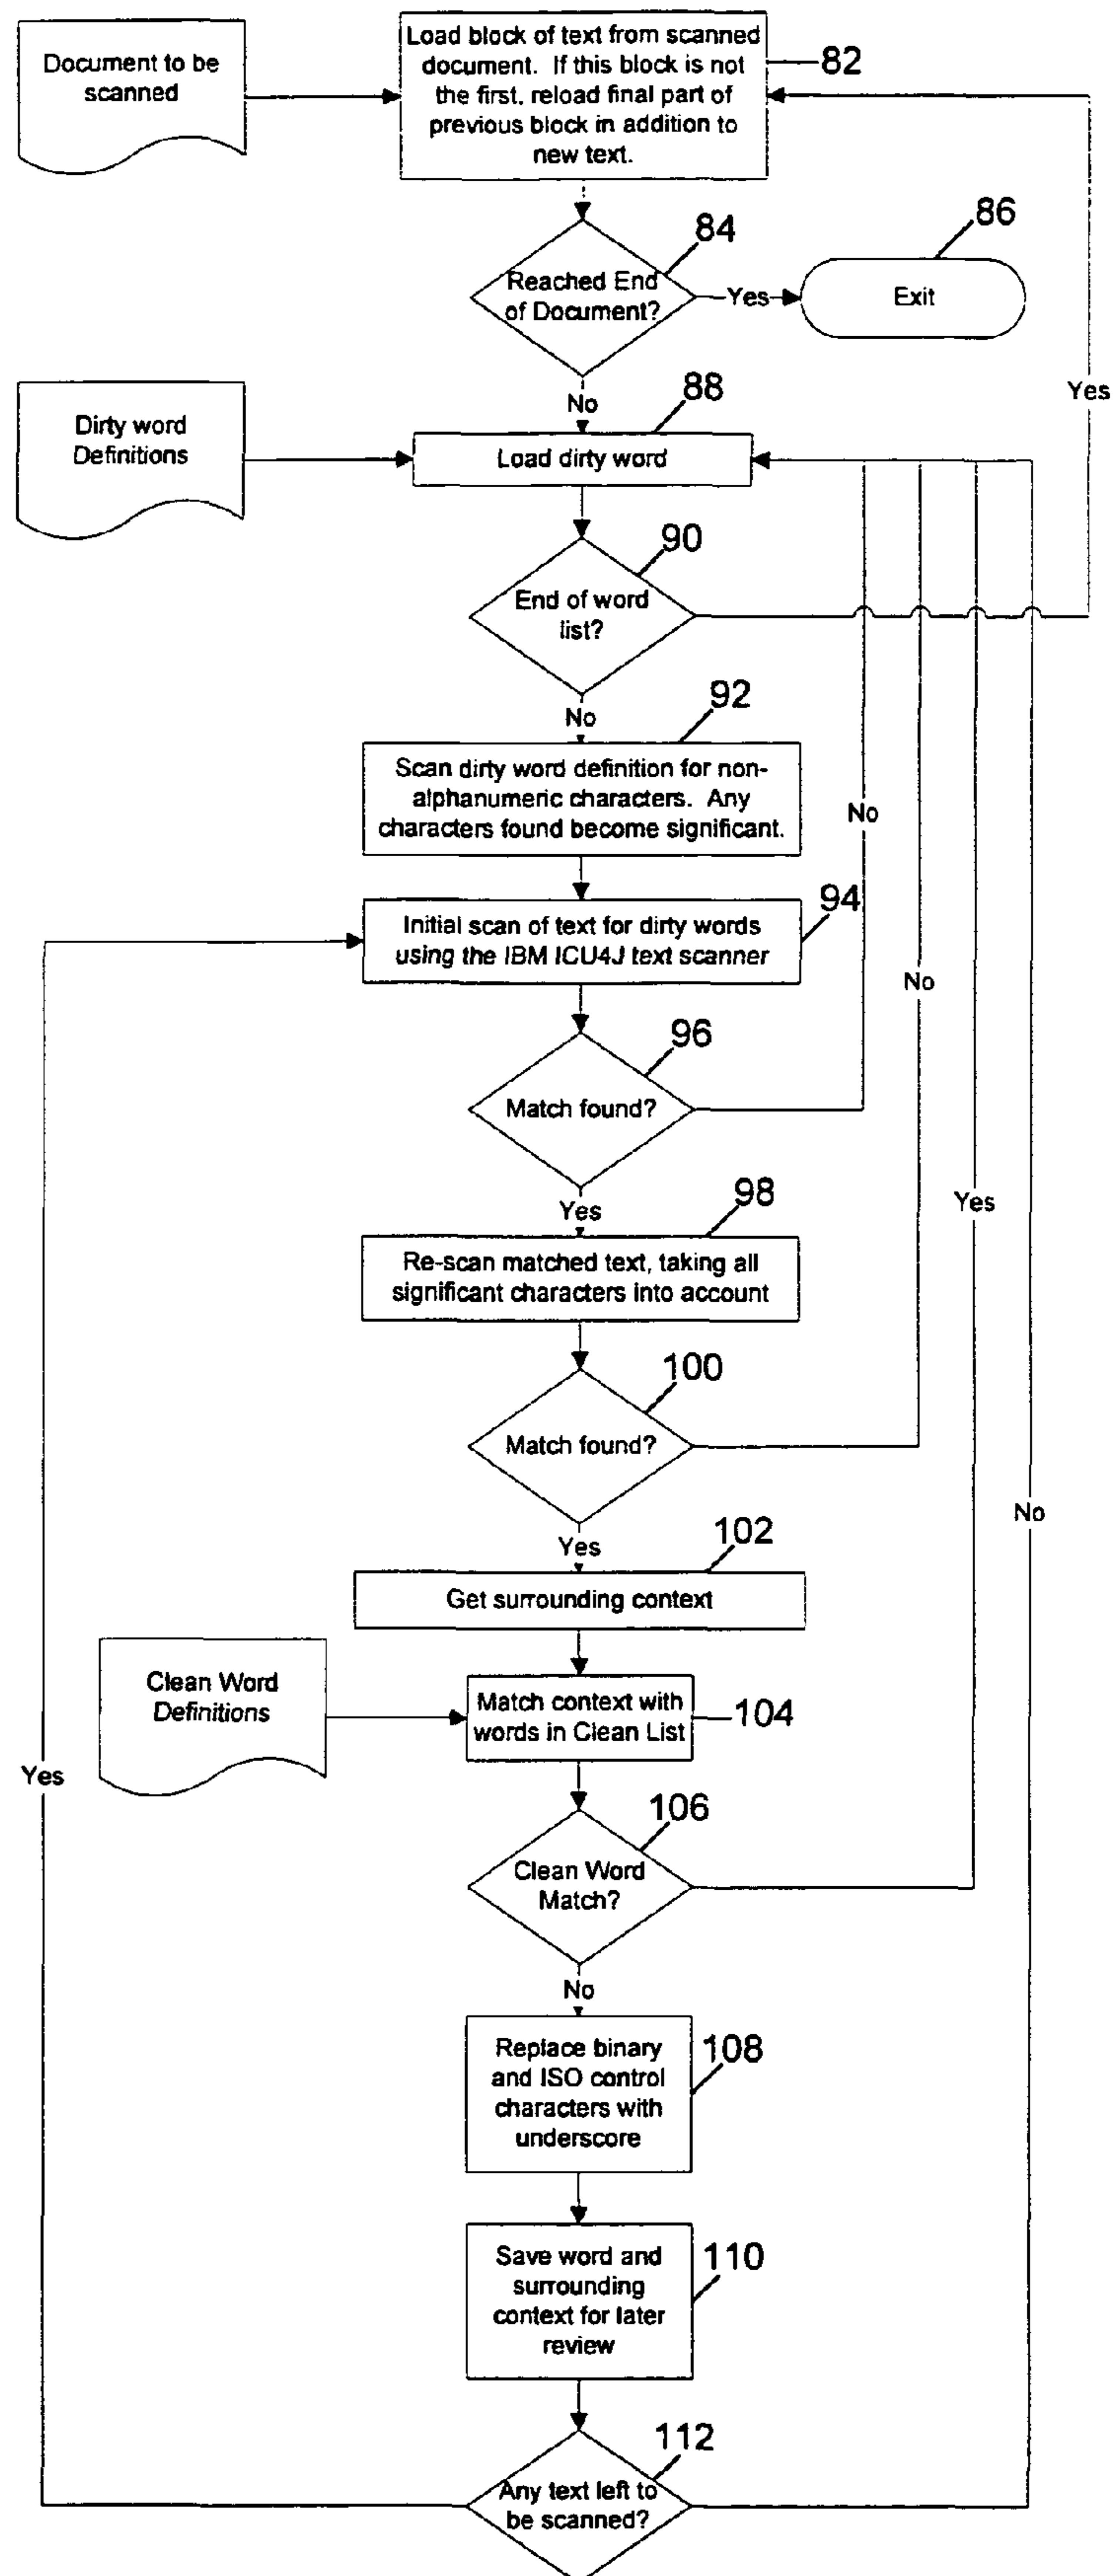 Document to be
scanned
Load block of text from scanned
document. If this block is not
the first, reload final part of
previous block in addition to
new text.
82
84
Reached End
of Document?
Yes
86
Exit
Yes
No
Dirty word
Definitions
88
Load dirty word
90
End of word
list?
No
92
Scan dirty word definition for non-
alphanumeric characters. Any
characters found become significant.
No
94
Initial scan of text for dirty words
using the IBM ICU4J text scanner
No
96
Match found?
Yes
98
Yes
Re-scan matched text, taking all
significant characters into account
100
Match found?
No
Yes
102
Get surrounding context
Clean Word
Definitions
Match context with
words in Clean List
104
Yes
106
Clean Word
Match?
No
Replace binary
and ISO control
characters with
underscore
108
Save word and
surrounding
context for later
review
110
112
Any text left to
be scanned?